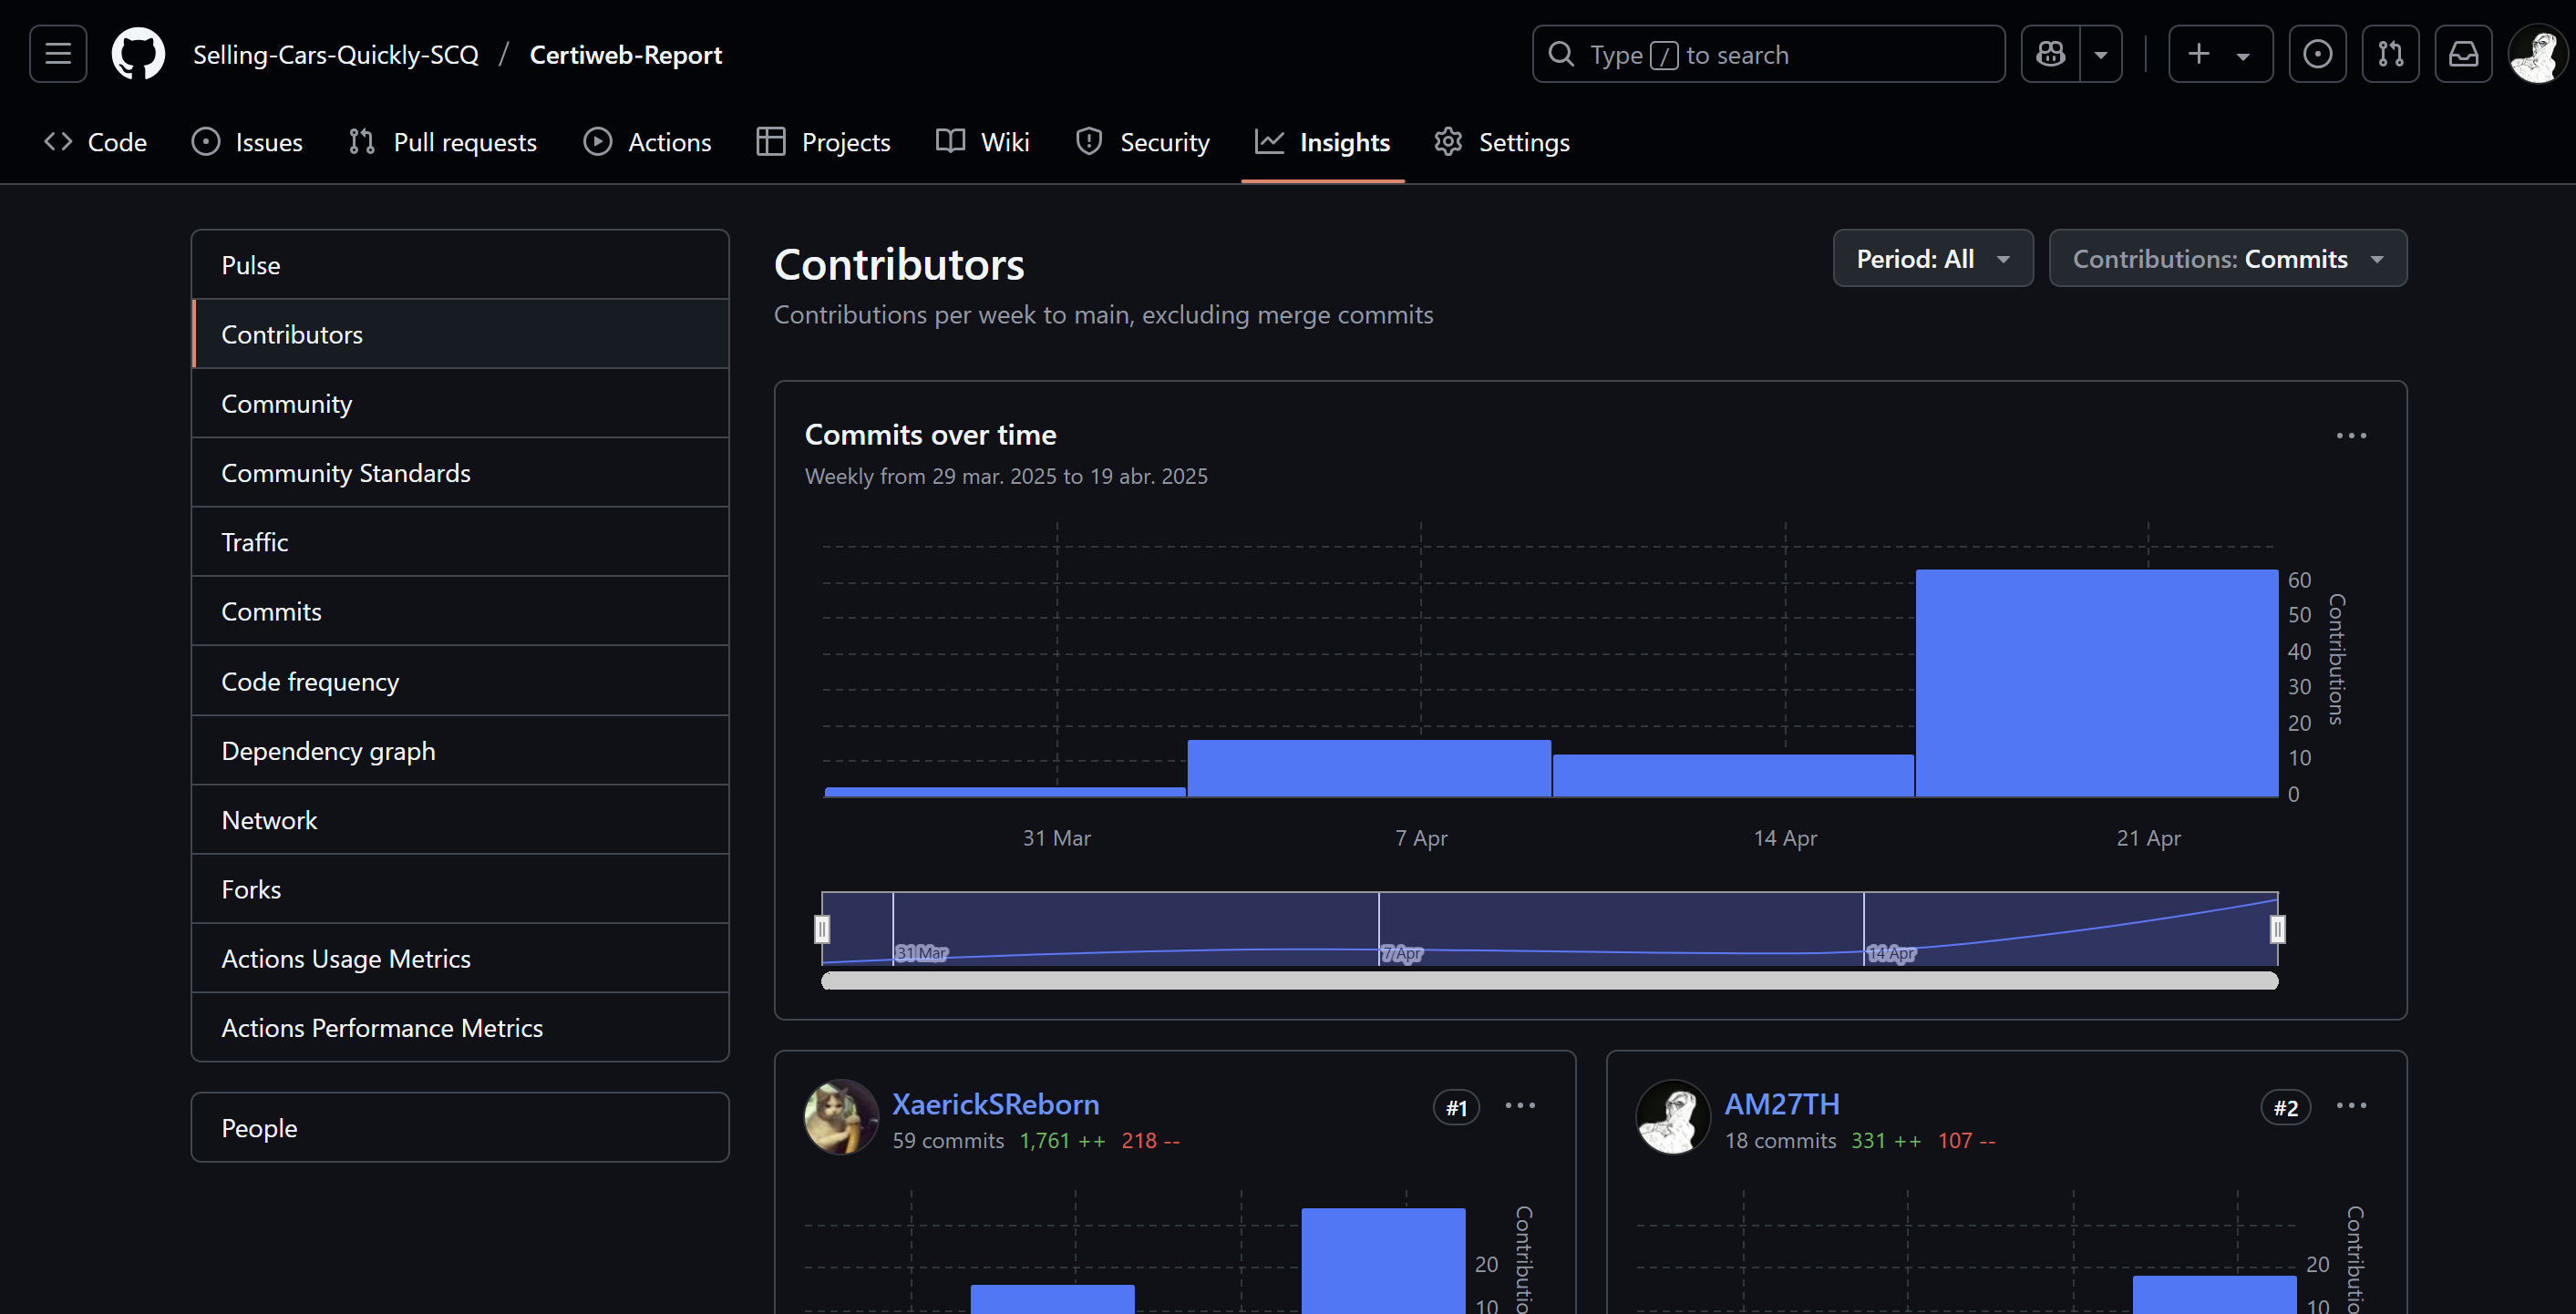 Selling-Cars-Quickly-SCQ / Certiweb-Report
Type / to search
Code
Issues
Pull requests
Actions
Projects
Wiki
Security
Insights
Settings
Pulse
Contributors
Community
Community Standards
Traffic
Commits
Code frequency
Dependency graph
Network
Forks
Actions Usage Metrics
Actions Performance Metrics
People
Contributors
Contributions per week to main, excluding merge commits
Period: All
Contributions: Commits
Commits over time
Weekly from 29 mar. 2025 to 19 abr. 2025
60
50
40
30
20
10
0
Contributions
31 Mar
7 Apr
14 Apr
21 Apr
31 Mar
7 Apr
14 Apr
XaerickSReborn
#1
59 commits 1,761 ++ 218 --
20
10
Contributio
AM27TH
#2
18 commits 331 ++ 107 --
20
10
Contributio